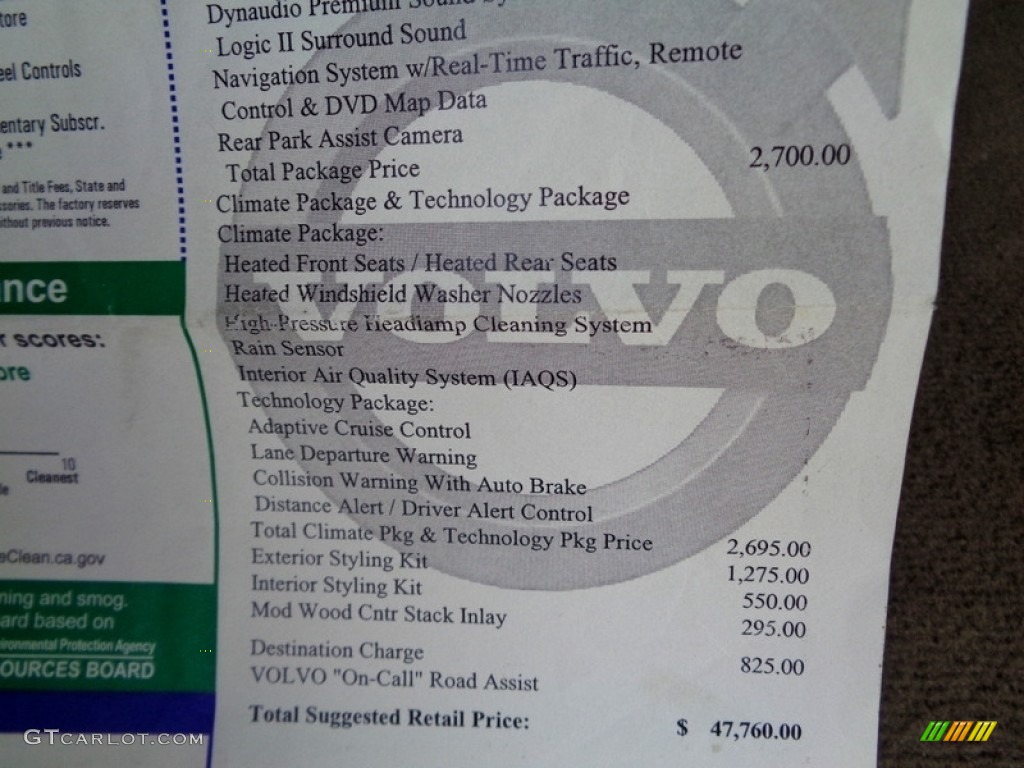 tore
eel Controls
entary Subscr.
***
and Title Fees, State and
ssories. The factory reserves
ithout previous notice.
nce
r scores:
ore
10
Cleanest
eClean.ca.gov
ning and smog.
ard based on
vironmental Protection Agency
OURCES BOARD
Dynaudio Premium Sound
Logic II Surround Sound
Navigation System w/Real-Time Traffic, Remote
Control & DVD Map Data
Rear Park Assist Camera
Total Package Price 2,700.00
Climate Package & Technology Package
Climate Package:
Heated Front Seats / Heated Rear Seats
Heated Windshield Washer Nozzles
VOLVO
High-Pressure Headlamp Cleaning System
Rain Sensor
Interior Air Quality System (IAQS)
Technology Package:
Adaptive Cruise Control
Lane Departure Warning
Collision Warning With Auto Brake
Distance Alert / Driver Alert Control
Total Climate Pkg & Technology Pkg Price 2,695.00
Exterior Styling Kit 1,275.00
Interior Styling Kit 550.00
Mod Wood Cntr Stack Inlay 295.00
Destination Charge 825.00
VOLVO "On-Call" Road Assist
Total Suggested Retail Price: $ 47,760.00
GTcarlot.com